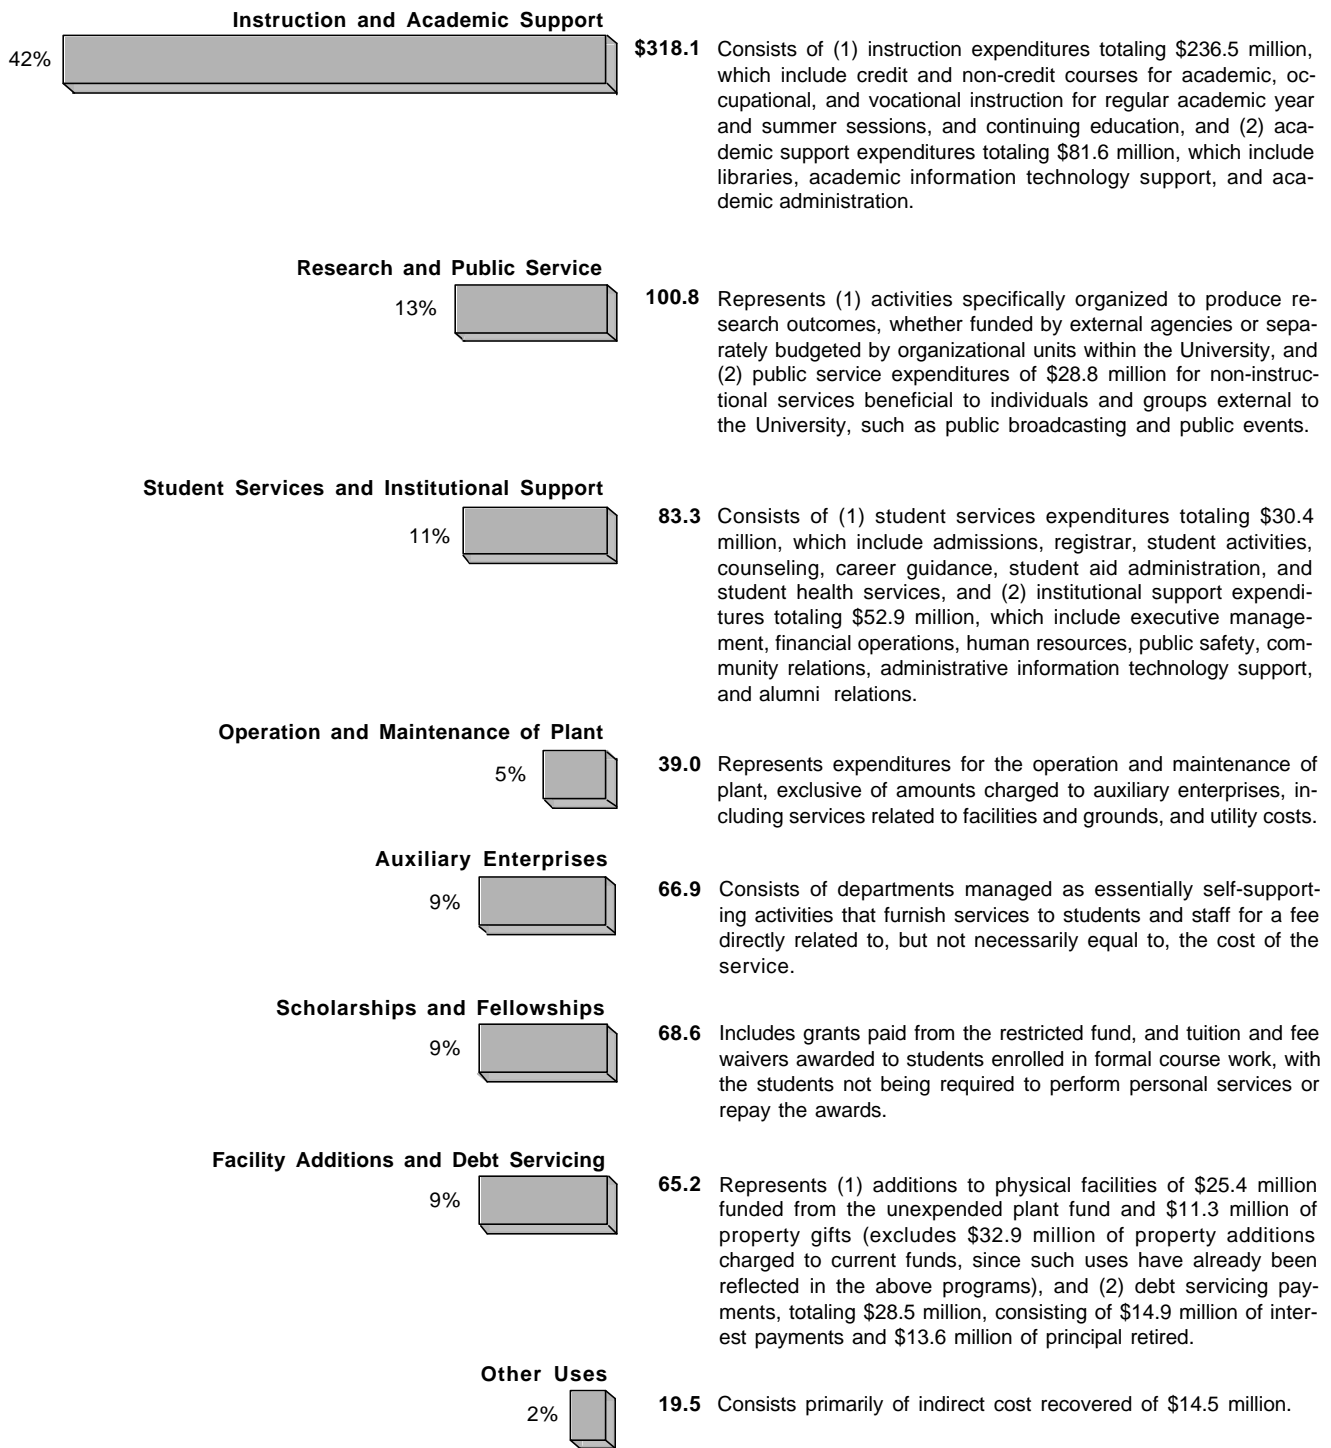 Instruction and Academic Support
42%
$318.1 Consists of (1) instruction expenditures totaling $236.5 million,
which include credit and non-credit courses for academic, oc-
cupational, and vocational instruction for regular academic year
and summer sessions, and continuing education, and (2) aca-
demic support expenditures totaling $81.6 million, which include
libraries, academic information technology support, and aca-
demic administration.
Research and Public Service
13%
100.8 Represents (1) activities specifically organized to produce re-
search outcomes, whether funded by external agencies or sepa-
rately budgeted by organizational units within the University, and
(2) public service expenditures of $28.8 million for non-instruc-
tional services beneficial to individuals and groups external to
the University, such as public broadcasting and public events.
Student Services and Institutional Support
11%
83.3 Consists of (1) student services expenditures totaling $30.4
million, which include admissions, registrar, student activities,
counseling, career guidance, student aid administration, and
student health services, and (2) institutional support expendi-
tures totaling $52.9 million, which include executive manage-
ment, financial operations, human resources, public safety, com-
munity relations, administrative information technology support,
and alumni relations.
Operation and Maintenance of Plant
5%
39.0 Represents expenditures for the operation and maintenance of
plant, exclusive of amounts charged to auxiliary enterprises, in-
cluding services related to facilities and grounds, and utility costs.
Auxiliary Enterprises
9%
66.9 Consists of departments managed as essentially self-support-
ing activities that furnish services to students and staff for a fee
directly related to, but not necessarily equal to, the cost of the
service.
Scholarships and Fellowships
9%
68.6 Includes grants paid from the restricted fund, and tuition and fee
waivers awarded to students enrolled in formal course work, with
the students not being required to perform personal services or
repay the awards.
Facility Additions and Debt Servicing
9%
65.2 Represents (1) additions to physical facilities of $25.4 million
funded from the unexpended plant fund and $11.3 million of
property gifts (excludes $32.9 million of property additions
charged to current funds, since such uses have already been
reflected in the above programs), and (2) debt servicing pay-
ments, totaling $28.5 million, consisting of $14.9 million of inter-
est payments and $13.6 million of principal retired.
Other Uses
2%
19.5 Consists primarily of indirect cost recovered of $14.5 million.